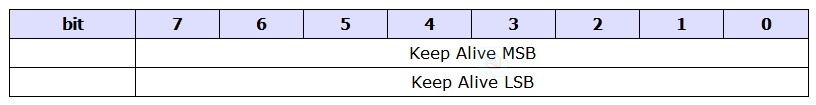 bit 7 6 5 4 3 2 1 0
Keep Alive MSB
Keep Alive LSB